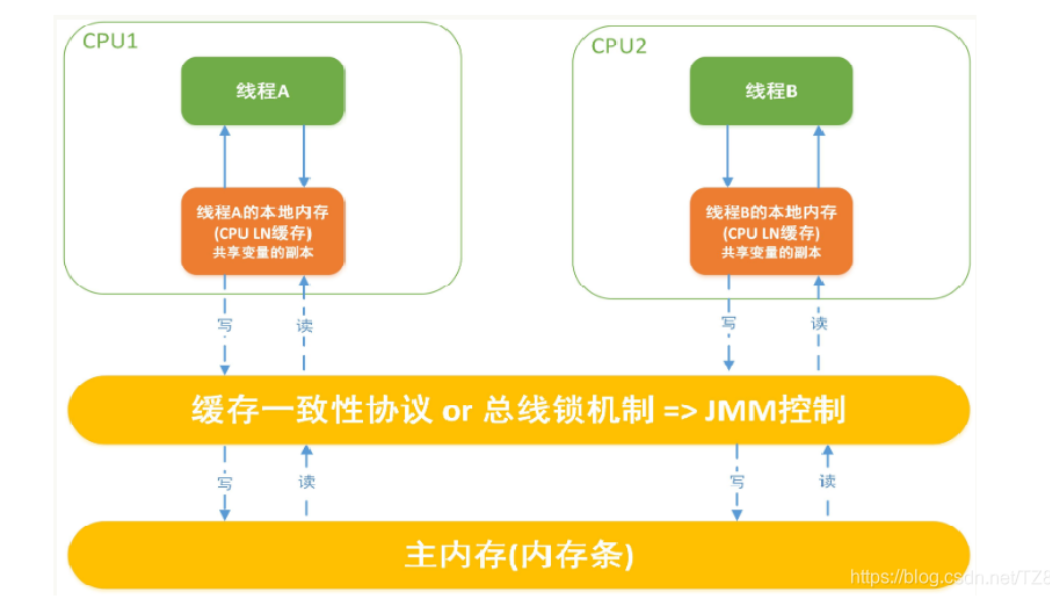 CPU1
CPU2
线程A
线程B
线程A的本地内存
(CPU LN缓存)
共享变量的副本
线程B的本地内存
(CPU LN缓存)
共享变量的副本
写
读
写
读
缓存一致性协议 or 总线锁机制 => JMM控制
写
读
写
读
主内存(内存条)
https://blog.csdn.net/TZ8